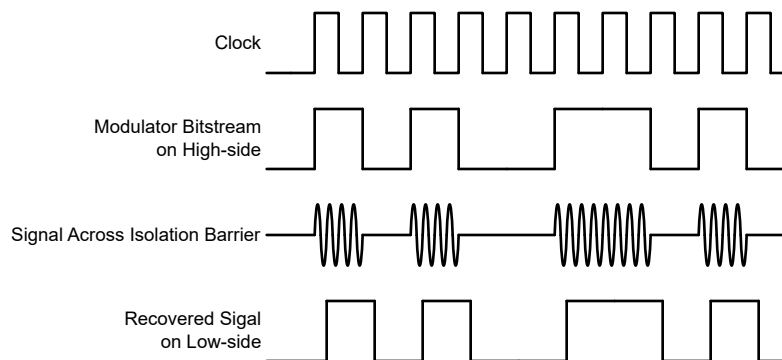 Clock
Modulator Bitstream
on High-side
Signal Across Isolation Barrier
Recovered Sigal
on Low-side